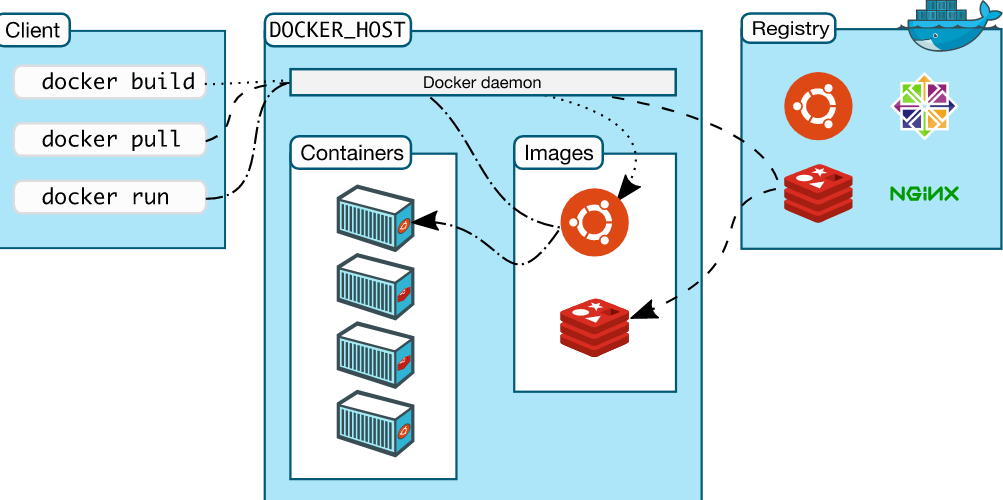 Client
DOCKER_HOST
Registry
docker build
Docker daemon
docker pull
Containers
Images
docker run
NGiNX